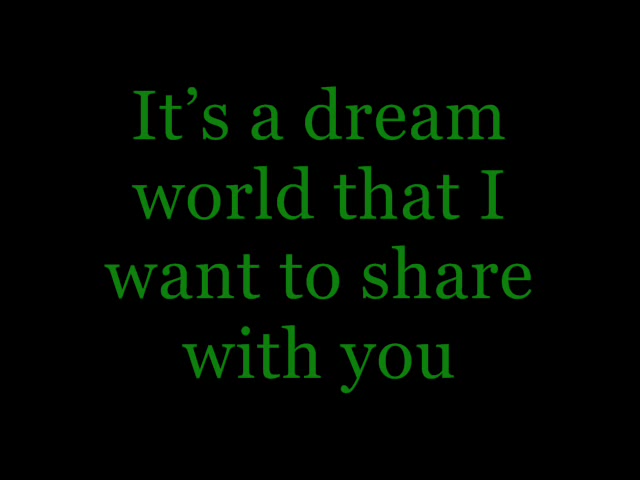 It’s a dream
world that I
want to share
with you